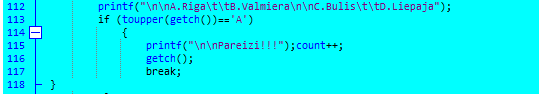 112 printf("\n\nA.Riga\t\tB.Valmiera\n\nC.Bulis\t\tD.Liepaja");
113 if (toupper(getch())=='A')
114 {
115 printf("\n\nPareizi!!!");count++;
116 getch();
117 break;
118 }